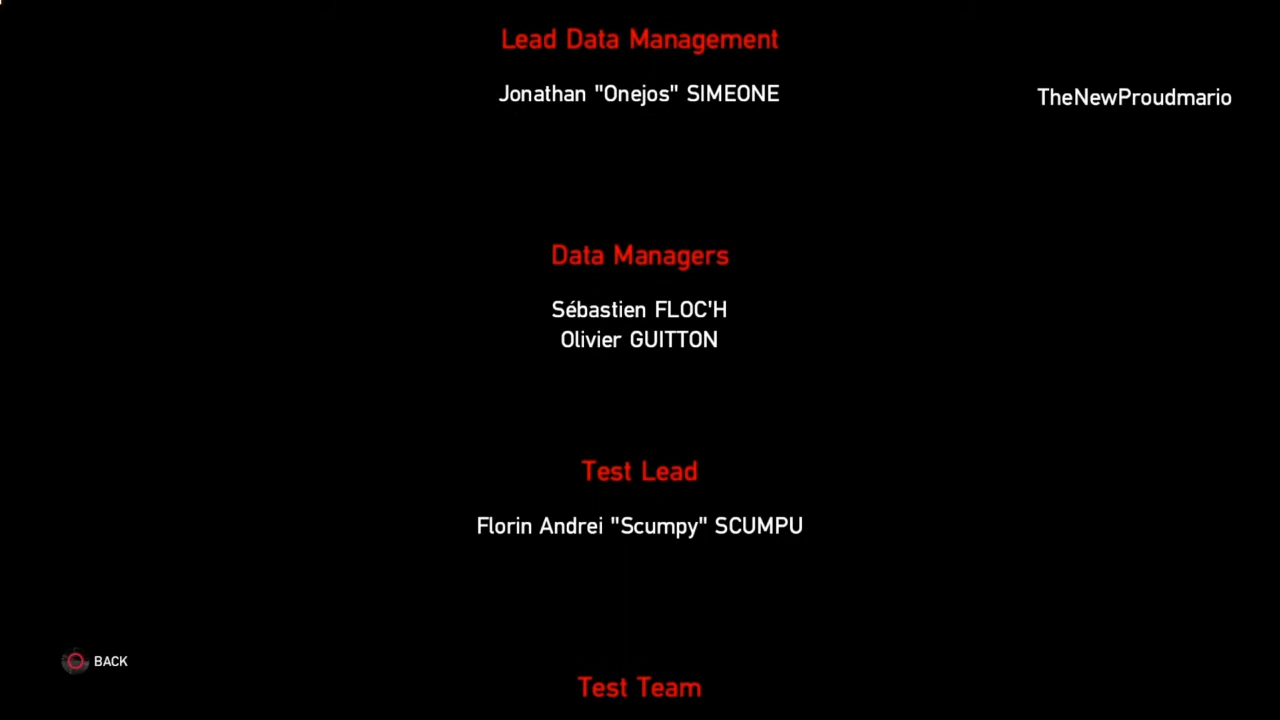 Lead Data Management
Jonathan "Onejos" SIMEONE
TheNewProudmario
Data Managers
Sébastien FLOC'H
Olivier GUITTON
Test Lead
Florin Andrei "Scumpy" SCUMPU
BACK
Test Team